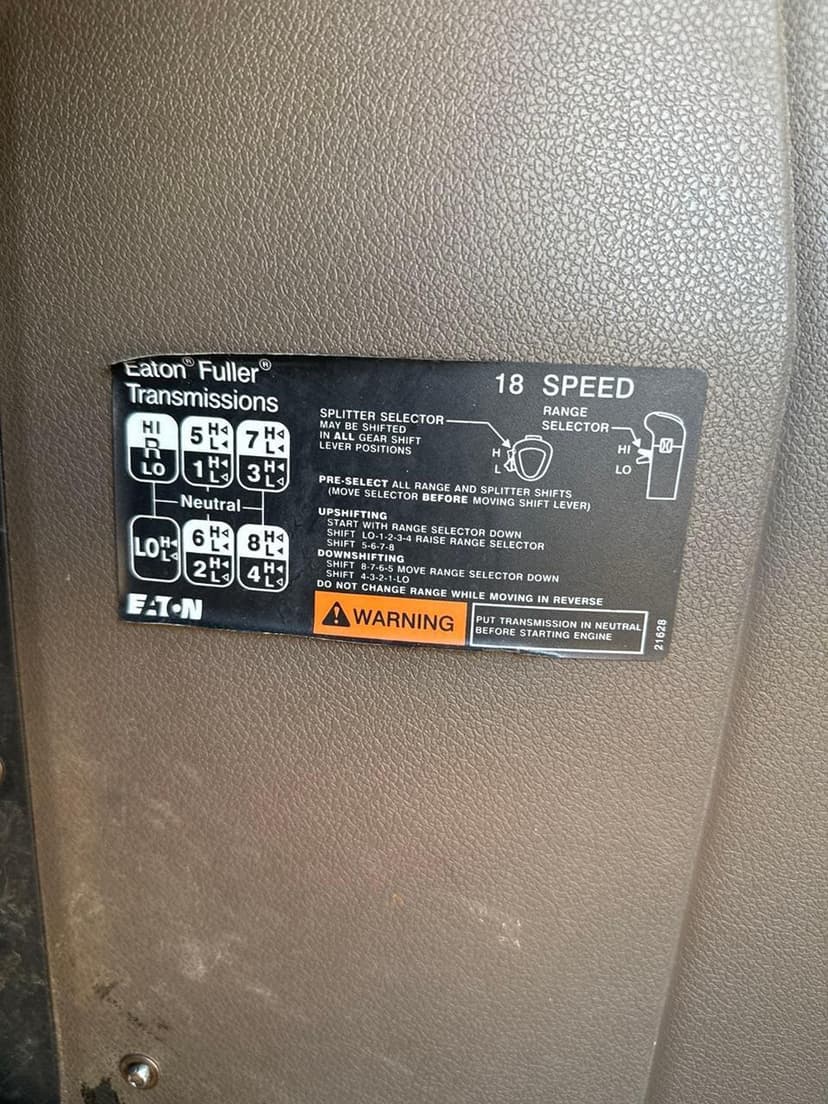 Eaton® Fuller®
Transmissions
18 SPEED
HI
R
LO
5 H L
1 H L
7 H L
3 H L
Neutral
LO H L
6 H L
2 H L
8 H L
4 H L
EATON
SPLITTER SELECTOR
MAY BE SHIFTED
IN ALL GEAR SHIFT
LEVER POSITIONS
H
L
RANGE
SELECTOR
HI
LO
PRE-SELECT ALL RANGE AND SPLITTER SHIFTS
(MOVE SELECTOR BEFORE MOVING SHIFT LEVER)
UPSHIFTING
START WITH RANGE SELECTOR DOWN
SHIFT LO-1-2-3-4 RAISE RANGE SELECTOR
SHIFT 5-6-7-8
DOWNSHIFTING
SHIFT 8-7-6-5 MOVE RANGE SELECTOR DOWN
SHIFT 4-3-2-1-LO
DO NOT CHANGE RANGE WHILE MOVING IN REVERSE
WARNING
PUT TRANSMISSION IN NEUTRAL
BEFORE STARTING ENGINE
21628